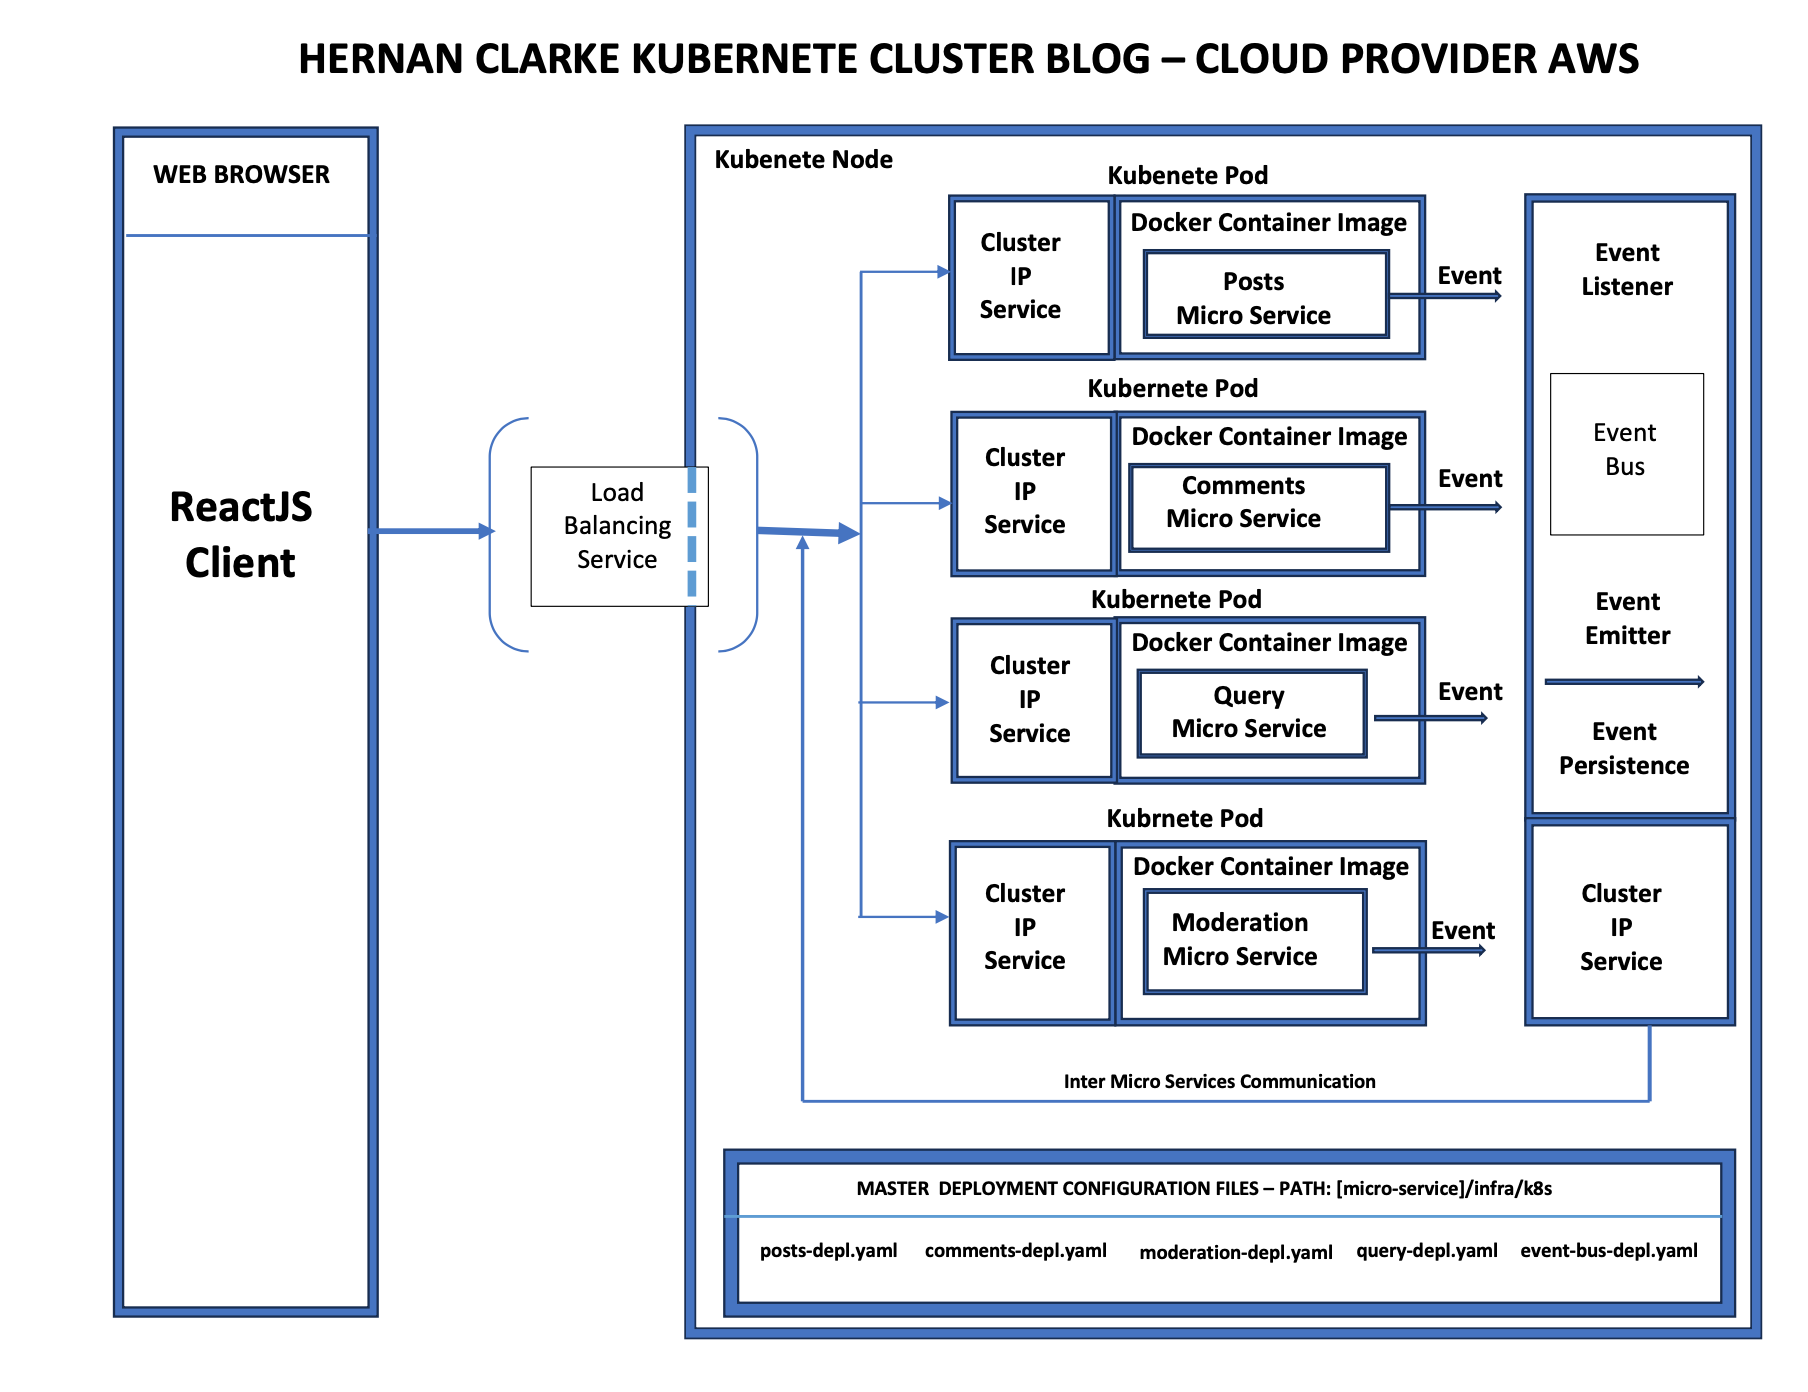 HERNAN CLARKE KUBERNETE CLUSTER BLOG – CLOUD PROVIDER AWS
WEB BROWSER
ReactJS
Client
Load
Balancing
Service
Kubenete Node
Kubenete Pod
Cluster
IP
Service
Docker Container Image
Posts
Micro Service
Event
Kubernete Pod
Cluster
IP
Service
Docker Container Image
Comments
Micro Service
Event
Kubernete Pod
Cluster
IP
Service
Docker Container Image
Query
Micro Service
Event
Kubrnete Pod
Cluster
IP
Service
Docker Container Image
Moderation
Micro Service
Event
Event
Listener
Event
Bus
Event
Emitter
Event
Persistence
Cluster
IP
Service
Inter Micro Services Communication
MASTER  DEPLOYMENT CONFIGURATION FILES – PATH: [micro-service]/infra/k8s
posts-depl.yaml comments-depl.yaml moderation-depl.yaml query-depl.yaml event-bus-depl.yaml